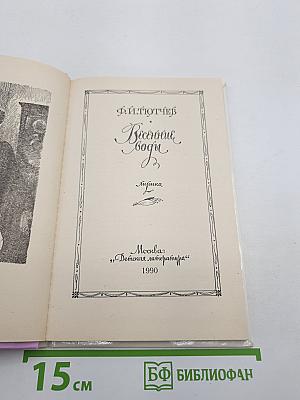 Ф.И.ТЮТЧЕВ
Весенние
воды
Лирика
Москва
„Детская литература“
1990
15 см
БФ БИБЛИОФАН